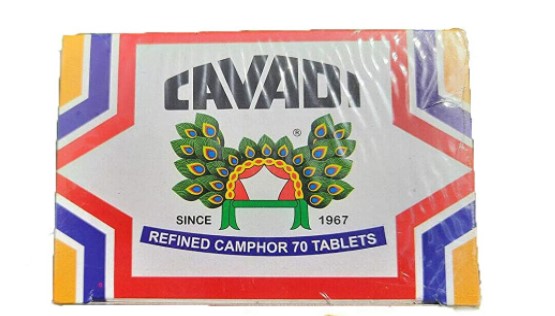 CAVADI
®
SINCE 1967
REFINED CAMPHOR 70 TABLETS